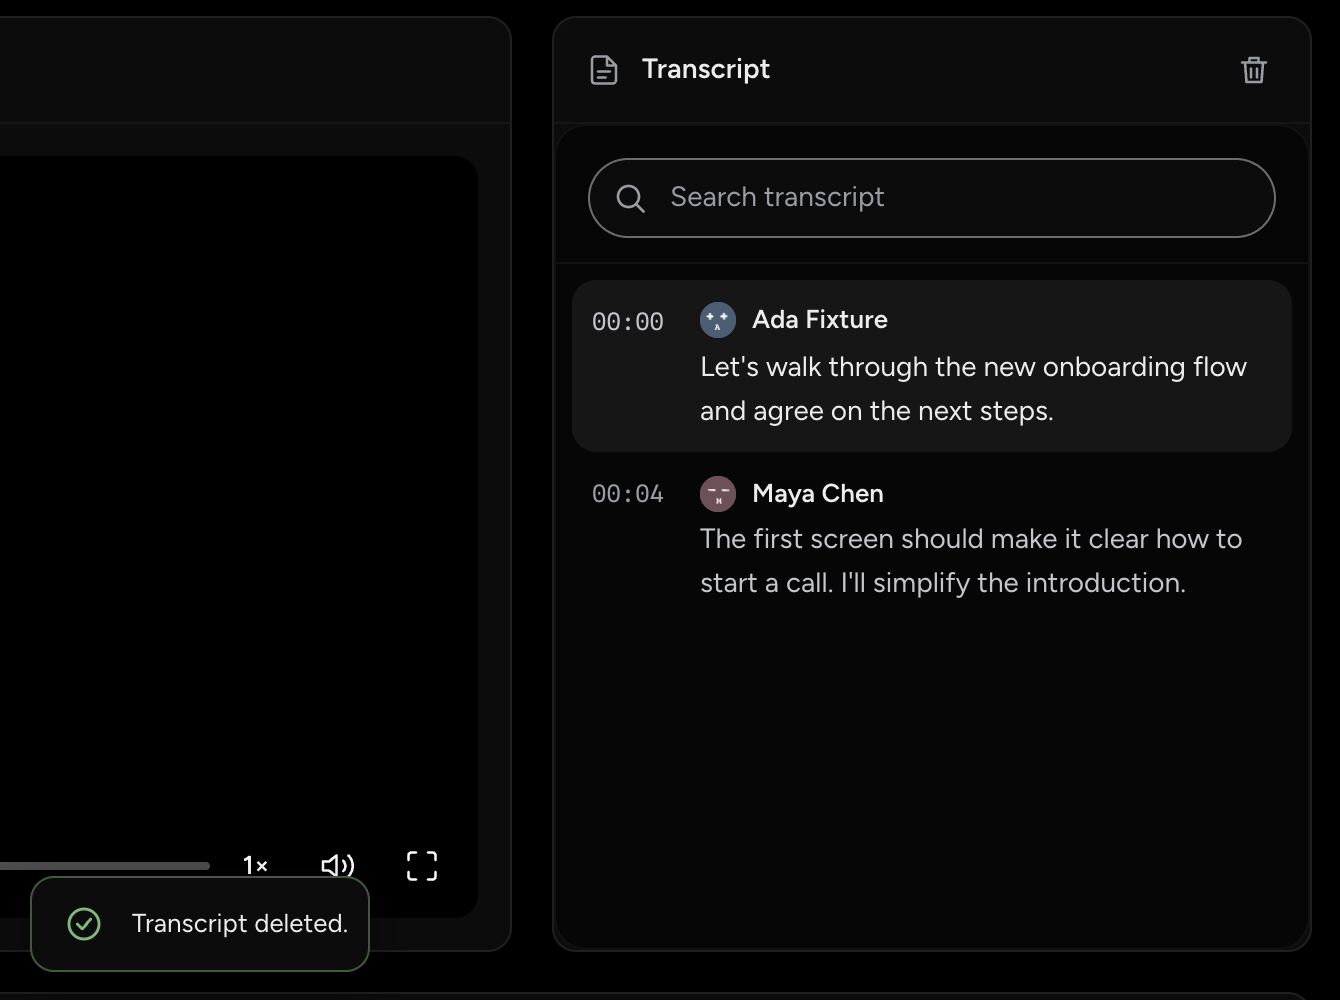 Transcript
Search transcript
00:00 Ada Fixture
Let's walk through the new onboarding flow
and agree on the next steps.
00:04 Maya Chen
The first screen should make it clear how to
start a call. I'll simplify the introduction.
1×
Transcript deleted.